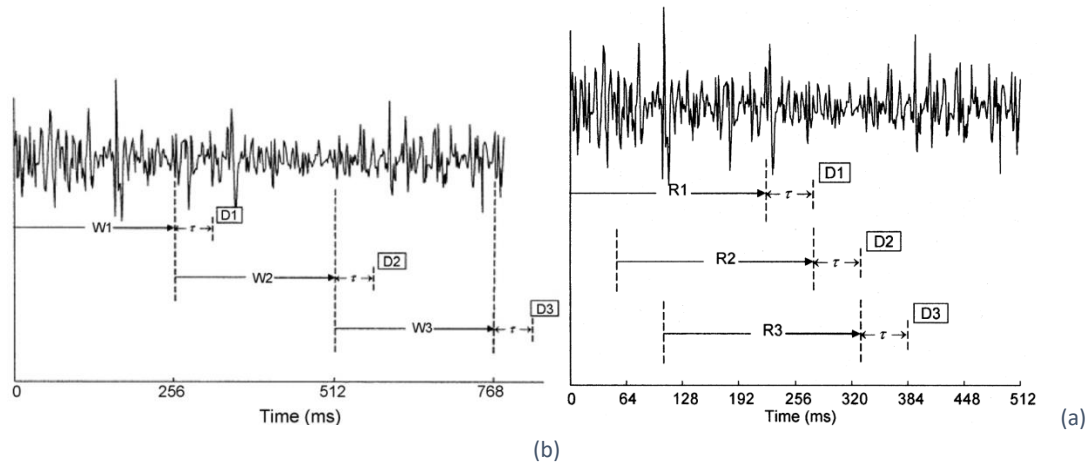 W1
τ
D1
W2
τ
D2
W3
τ
D3
0
256
512
768
Time (ms)
(b)
R1
τ
D1
R2
τ
D2
R3
τ
D3
0
64
128
192
256
320
384
448
512
Time (ms)
(a)